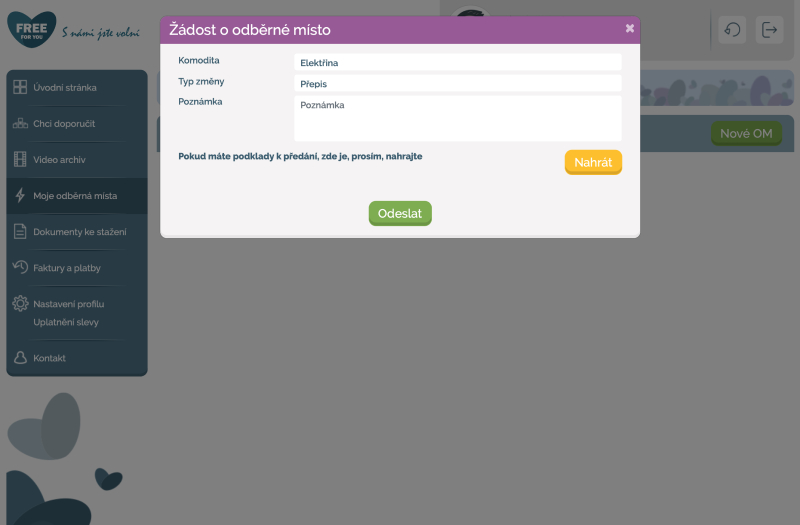 FREE
FOR YOU
S námi jste volní
Úvodní stránka
Chci doporučit
Video archiv
Moje odběrná místa
Dokumenty ke stažení
Faktury a platby
Nastavení profilu
Uplatnění slevy
Kontakt
Žádost o odběrné místo
Komodita
Elektřina
Typ změny
Přepis
Poznámka
Poznámka
Pokud máte podklady k předání, zde je, prosím, nahrajte
Nahrát
Odeslat
Nové OM